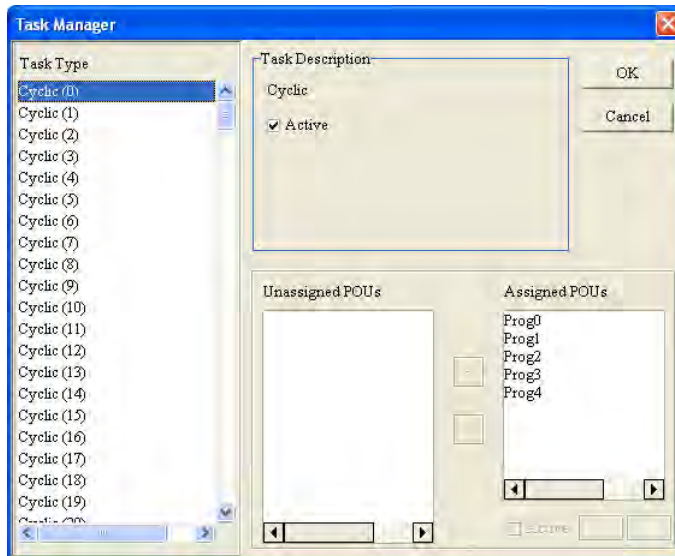 Task Manager
Task Type
Cyclic (0)
Cyclic (1)
Cyclic (2)
Cyclic (3)
Cyclic (4)
Cyclic (5)
Cyclic (6)
Cyclic (7)
Cyclic (8)
Cyclic (9)
Cyclic (10)
Cyclic (11)
Cyclic (12)
Cyclic (13)
Cyclic (14)
Cyclic (15)
Cyclic (16)
Cyclic (17)
Cyclic (18)
Cyclic (19)
Task Description
Cyclic
Active
OK
Cancel
Unassigned POUs
Assigned POUs
Prog0
Prog1
Prog2
Prog3
Prog4